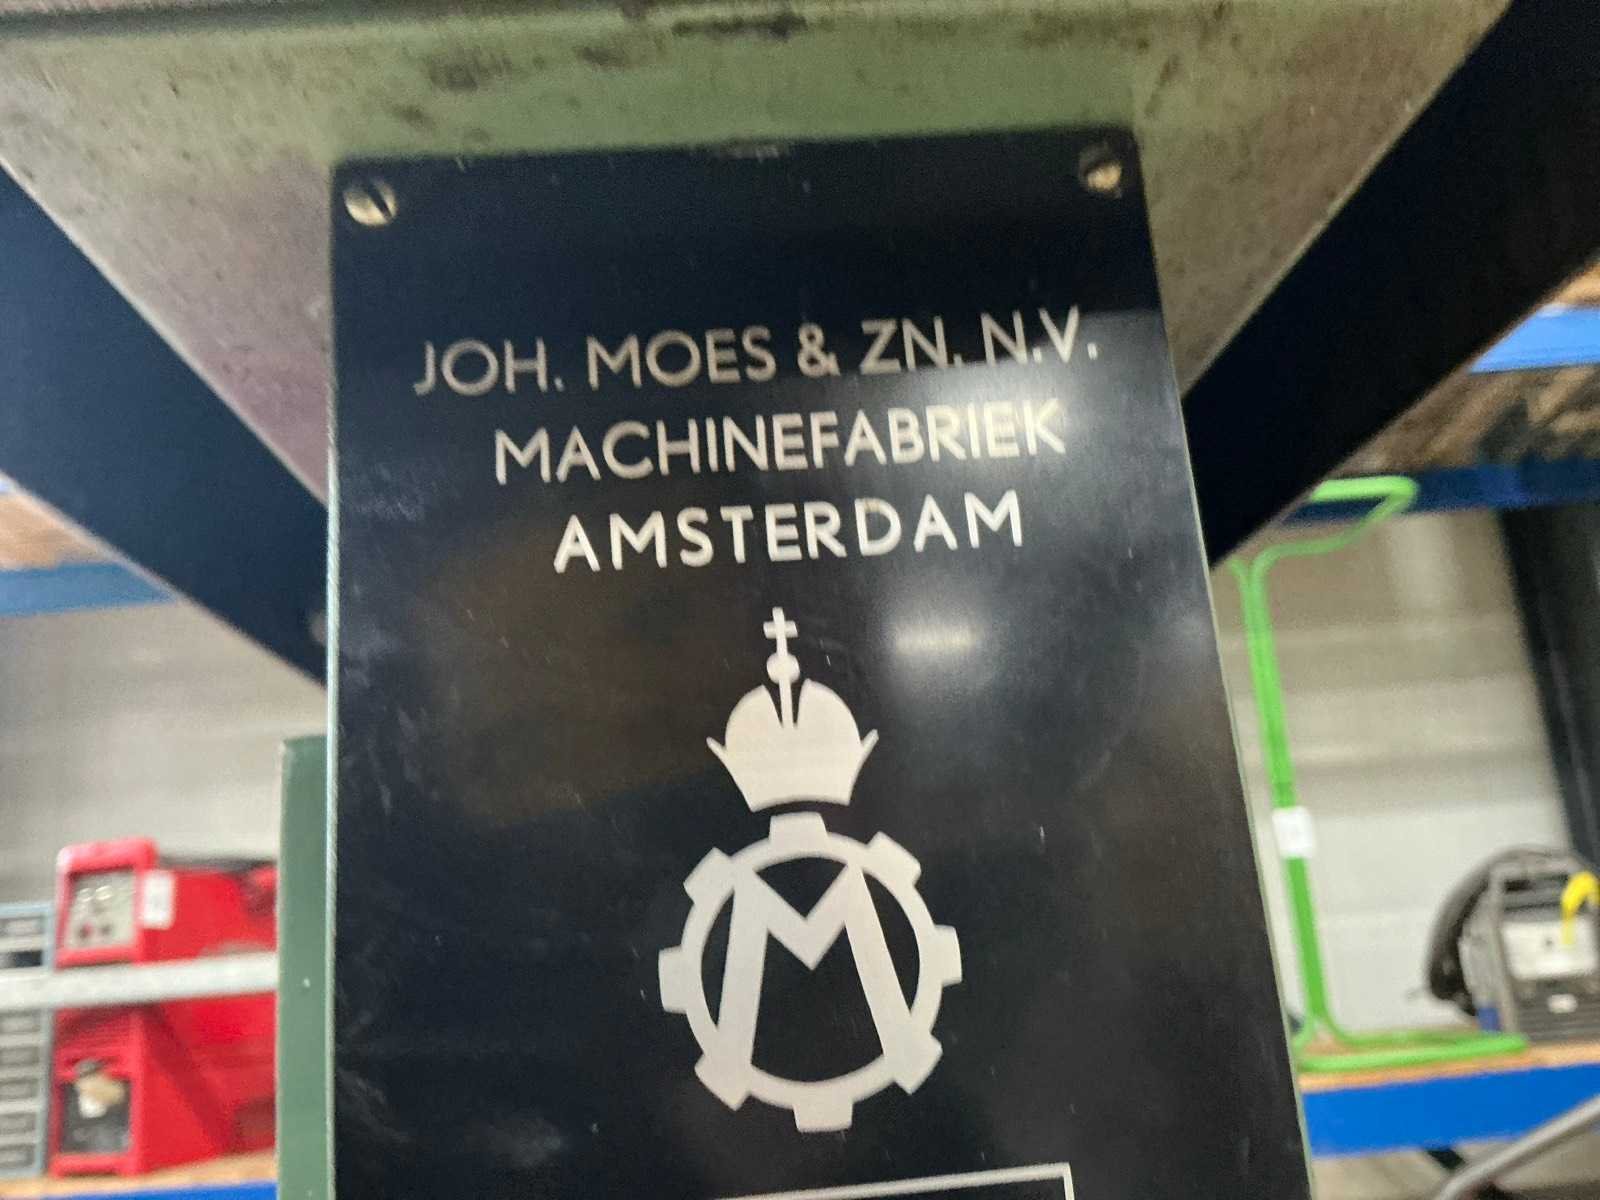 JOH. MOES & ZN. N.V.
MACHINEFABRIEK
AMSTERDAM
M